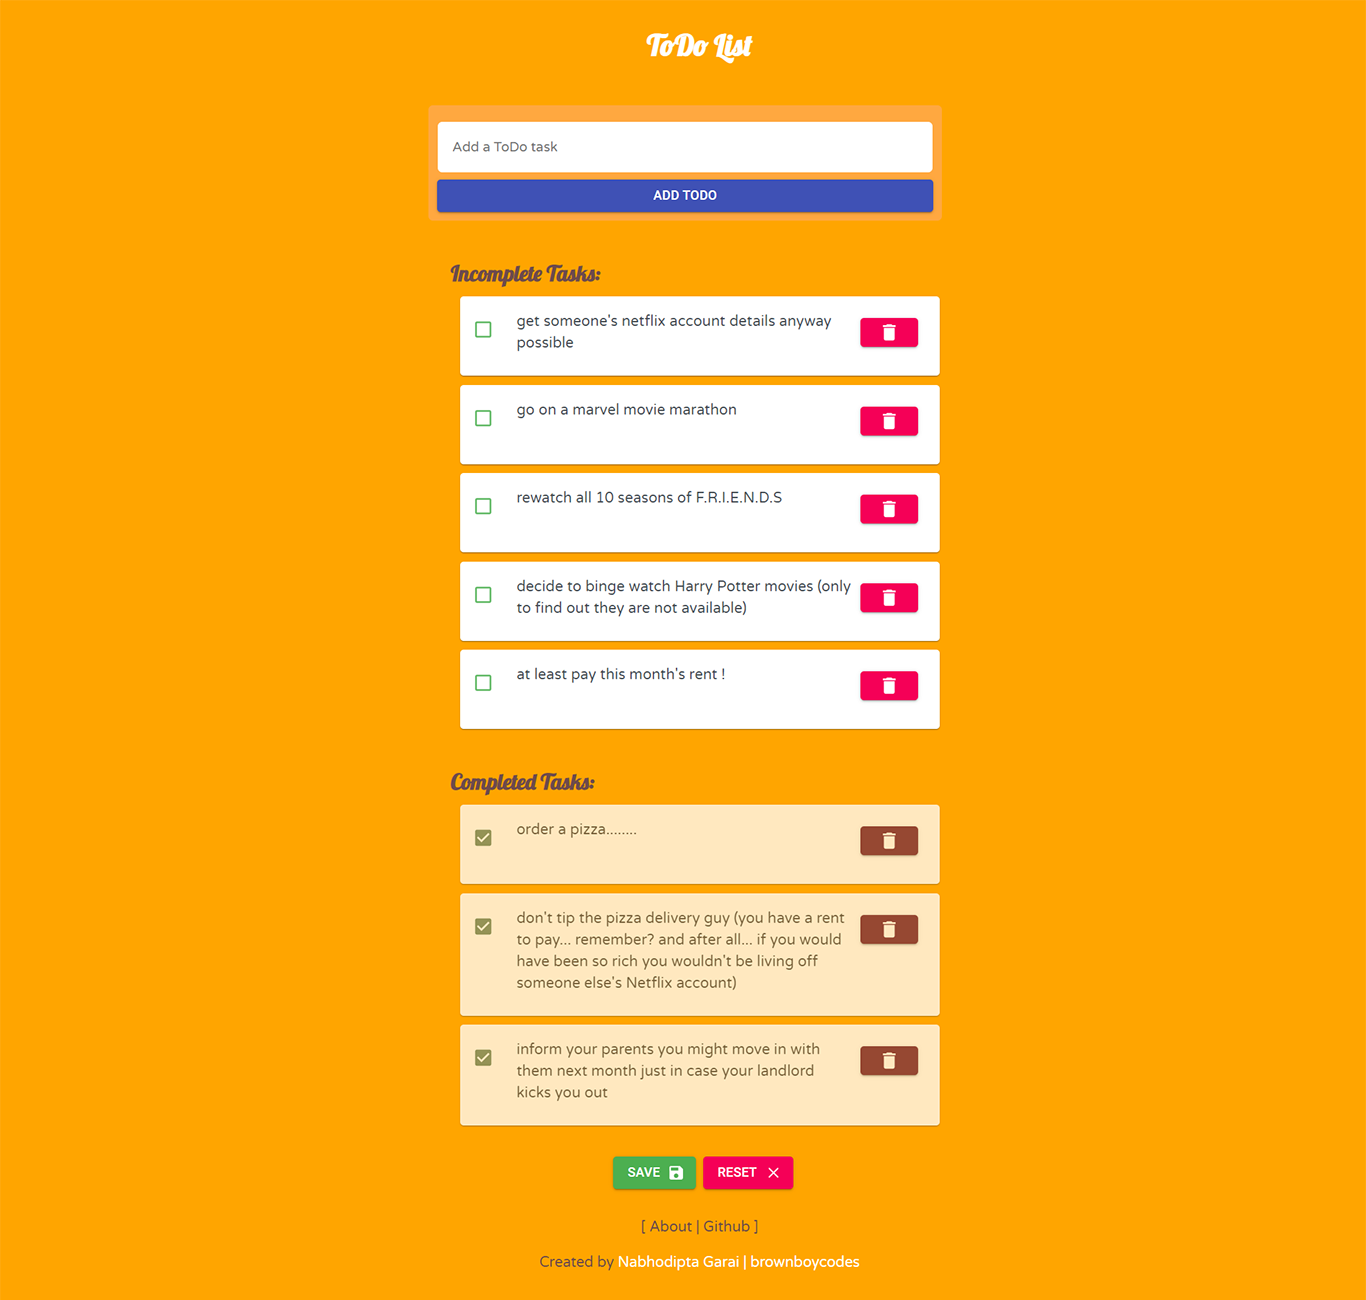 ToDo List
Add a ToDo task
ADD TODO
Incomplete Tasks:
get someone's netflix account details anyway
possible
go on a marvel movie marathon
rewatch all 10 seasons of F.R.I.E.N.D.S
decide to binge watch Harry Potter movies (only
to find out they are not available)
at least pay this month's rent !
Completed Tasks:
order a pizza........
don't tip the pizza delivery guy (you have a rent
to pay... remember? and after all... if you would
have been so rich you wouldn't be living off
someone else's Netflix account)
inform your parents you might move in with
them next month just in case your landlord
kicks you out
SAVE RESET
[ About | Github ]
Created by Nabhodipta Garai | brownboycodes